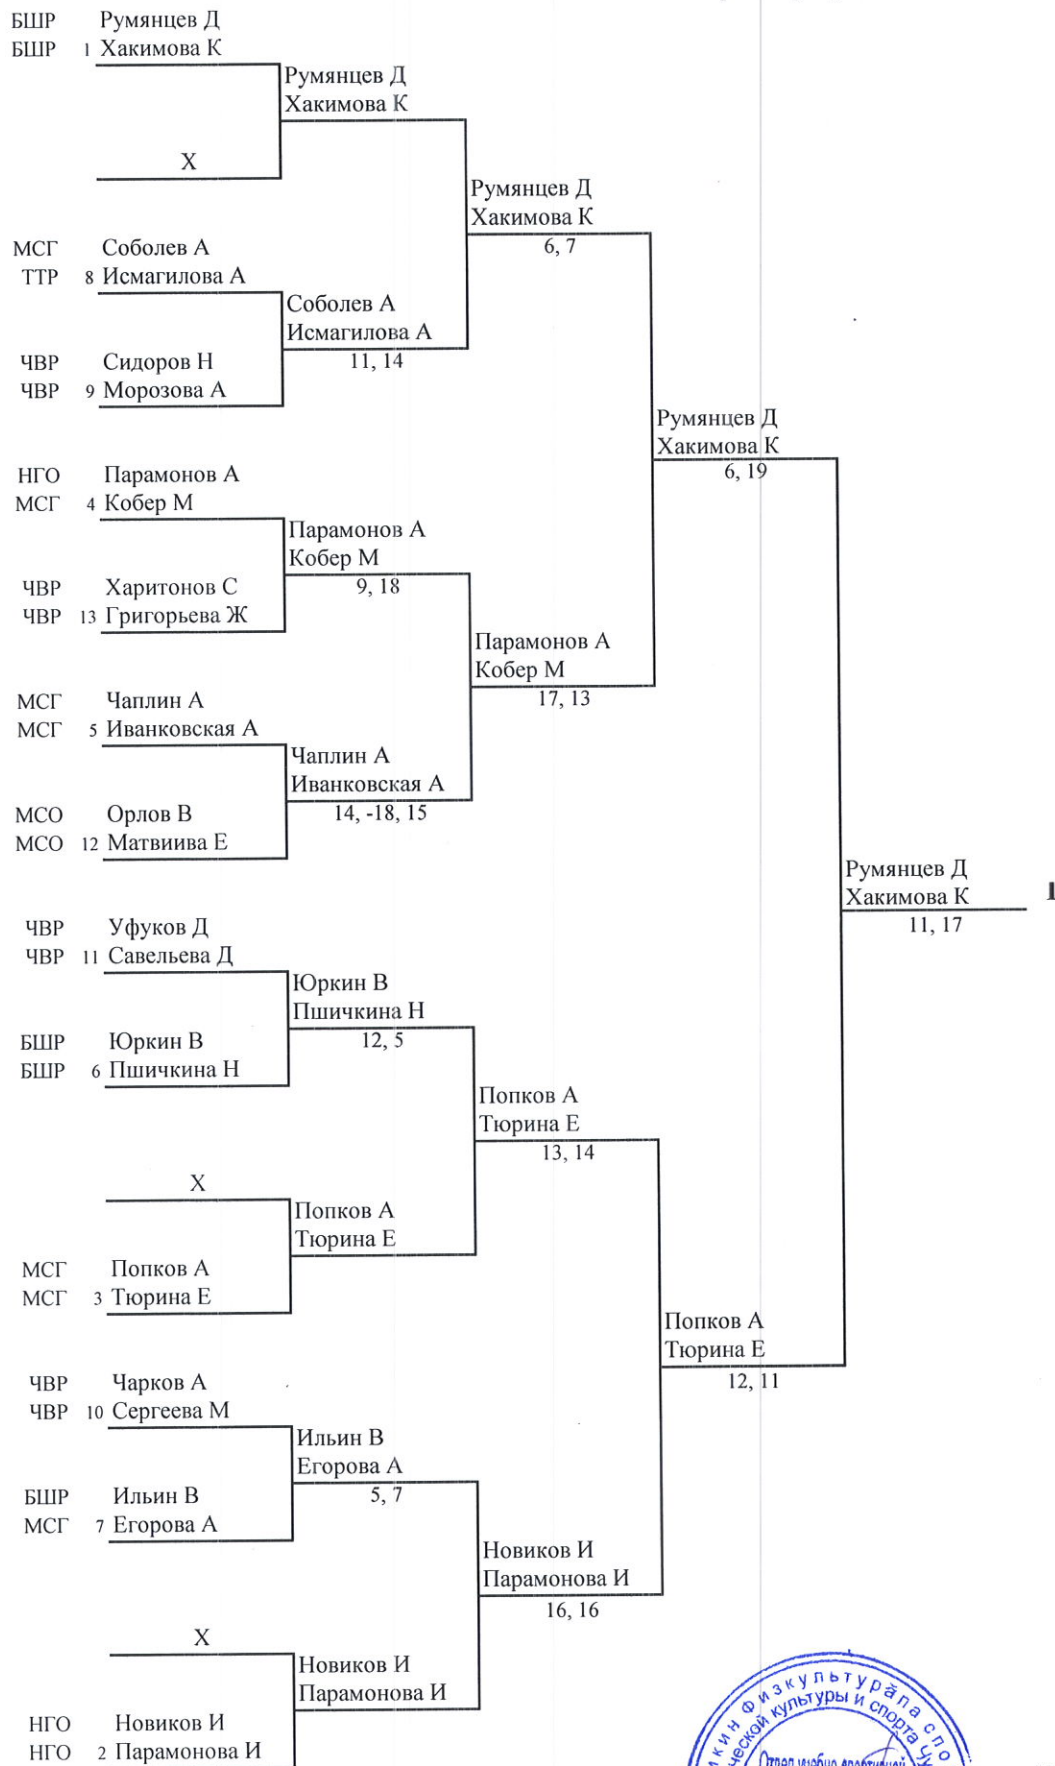 БШР Румянцев Д
БШР 1 Хакимова К
Румянцев Д
Хакимова К
X
Румянцев Д
Хакимова К
6, 7
МСГ Соболев А
ТТР 8 Исмагилова А
Соболев А
Исмагилова А
11, 14
ЧВР Сидоров Н
ЧВР 9 Морозова А
Румянцев Д
Хакимова К
6, 19
НГО Парамонов А
МСГ 4 Кобер М
Парамонов А
Кобер М
9, 18
ЧВР Харитонов С
ЧВР 13 Григорьева Ж
Парамонов А
Кобер М
17, 13
МСГ Чаплин А
МСГ 5 Иванковская А
Чаплин А
Иванковская А
14, -18, 15
МСО Орлов В
МСО 12 Матвиива Е
Румянцев Д
Хакимова К
11, 17
ЧВР Уфуков Д
ЧВР 11 Савельева Д
Юркин В
Пшичкина Н
12, 5
БШР Юркин В
БШР 6 Пшичкина Н
Попков А
Тюрина Е
13, 14
X
Попков А
Тюрина Е
МСГ Попков А
МСГ 3 Тюрина Е
Попков А
Тюрина Е
12, 11
ЧВР Чарков А
ЧВР 10 Сергеева М
Ильин В
Егорова А
5, 7
БШР Ильин В
МСГ 7 Егорова А
Новиков И
Парамонова И
16, 16
X
Новиков И
Парамонова И
НГО Новиков И
НГО 2 Парамонова И
физкультурӑпа
культуры и спорта
Отдел